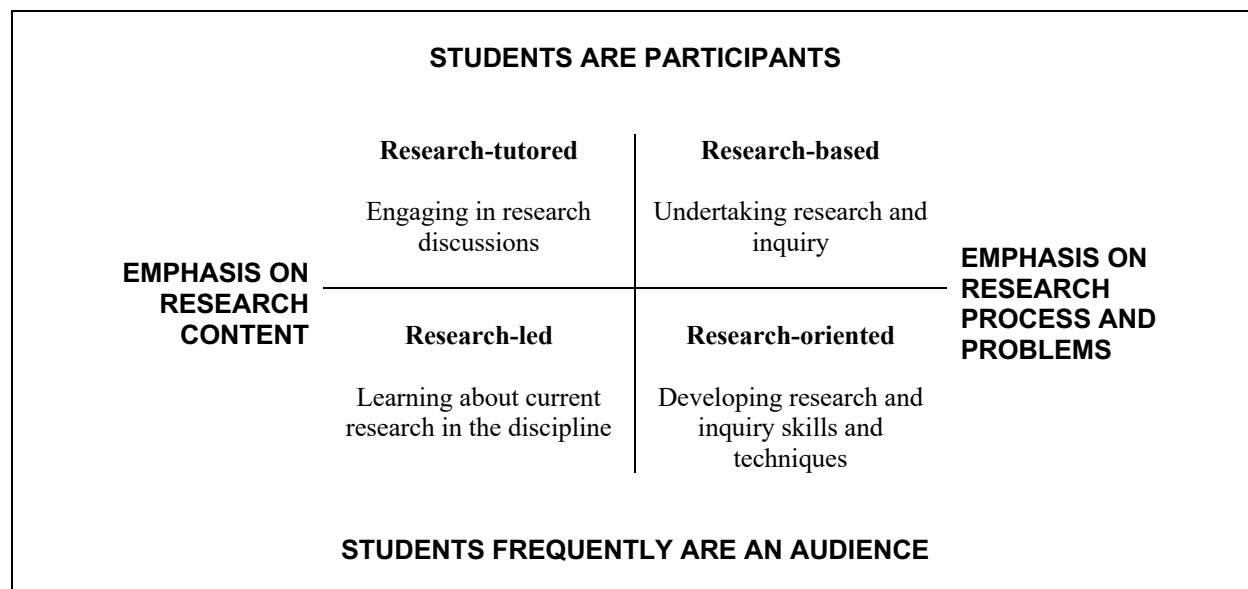 STUDENTS ARE PARTICIPANTS
Research-tutored
Engaging in research
discussions
Research-based
Undertaking research and
inquiry
EMPHASIS ON
RESEARCH
CONTENT
EMPHASIS ON
RESEARCH
PROCESS AND
PROBLEMS
Research-led
Learning about current
research in the discipline
Research-oriented
Developing research and
inquiry skills and
techniques
STUDENTS FREQUENTLY ARE AN AUDIENCE